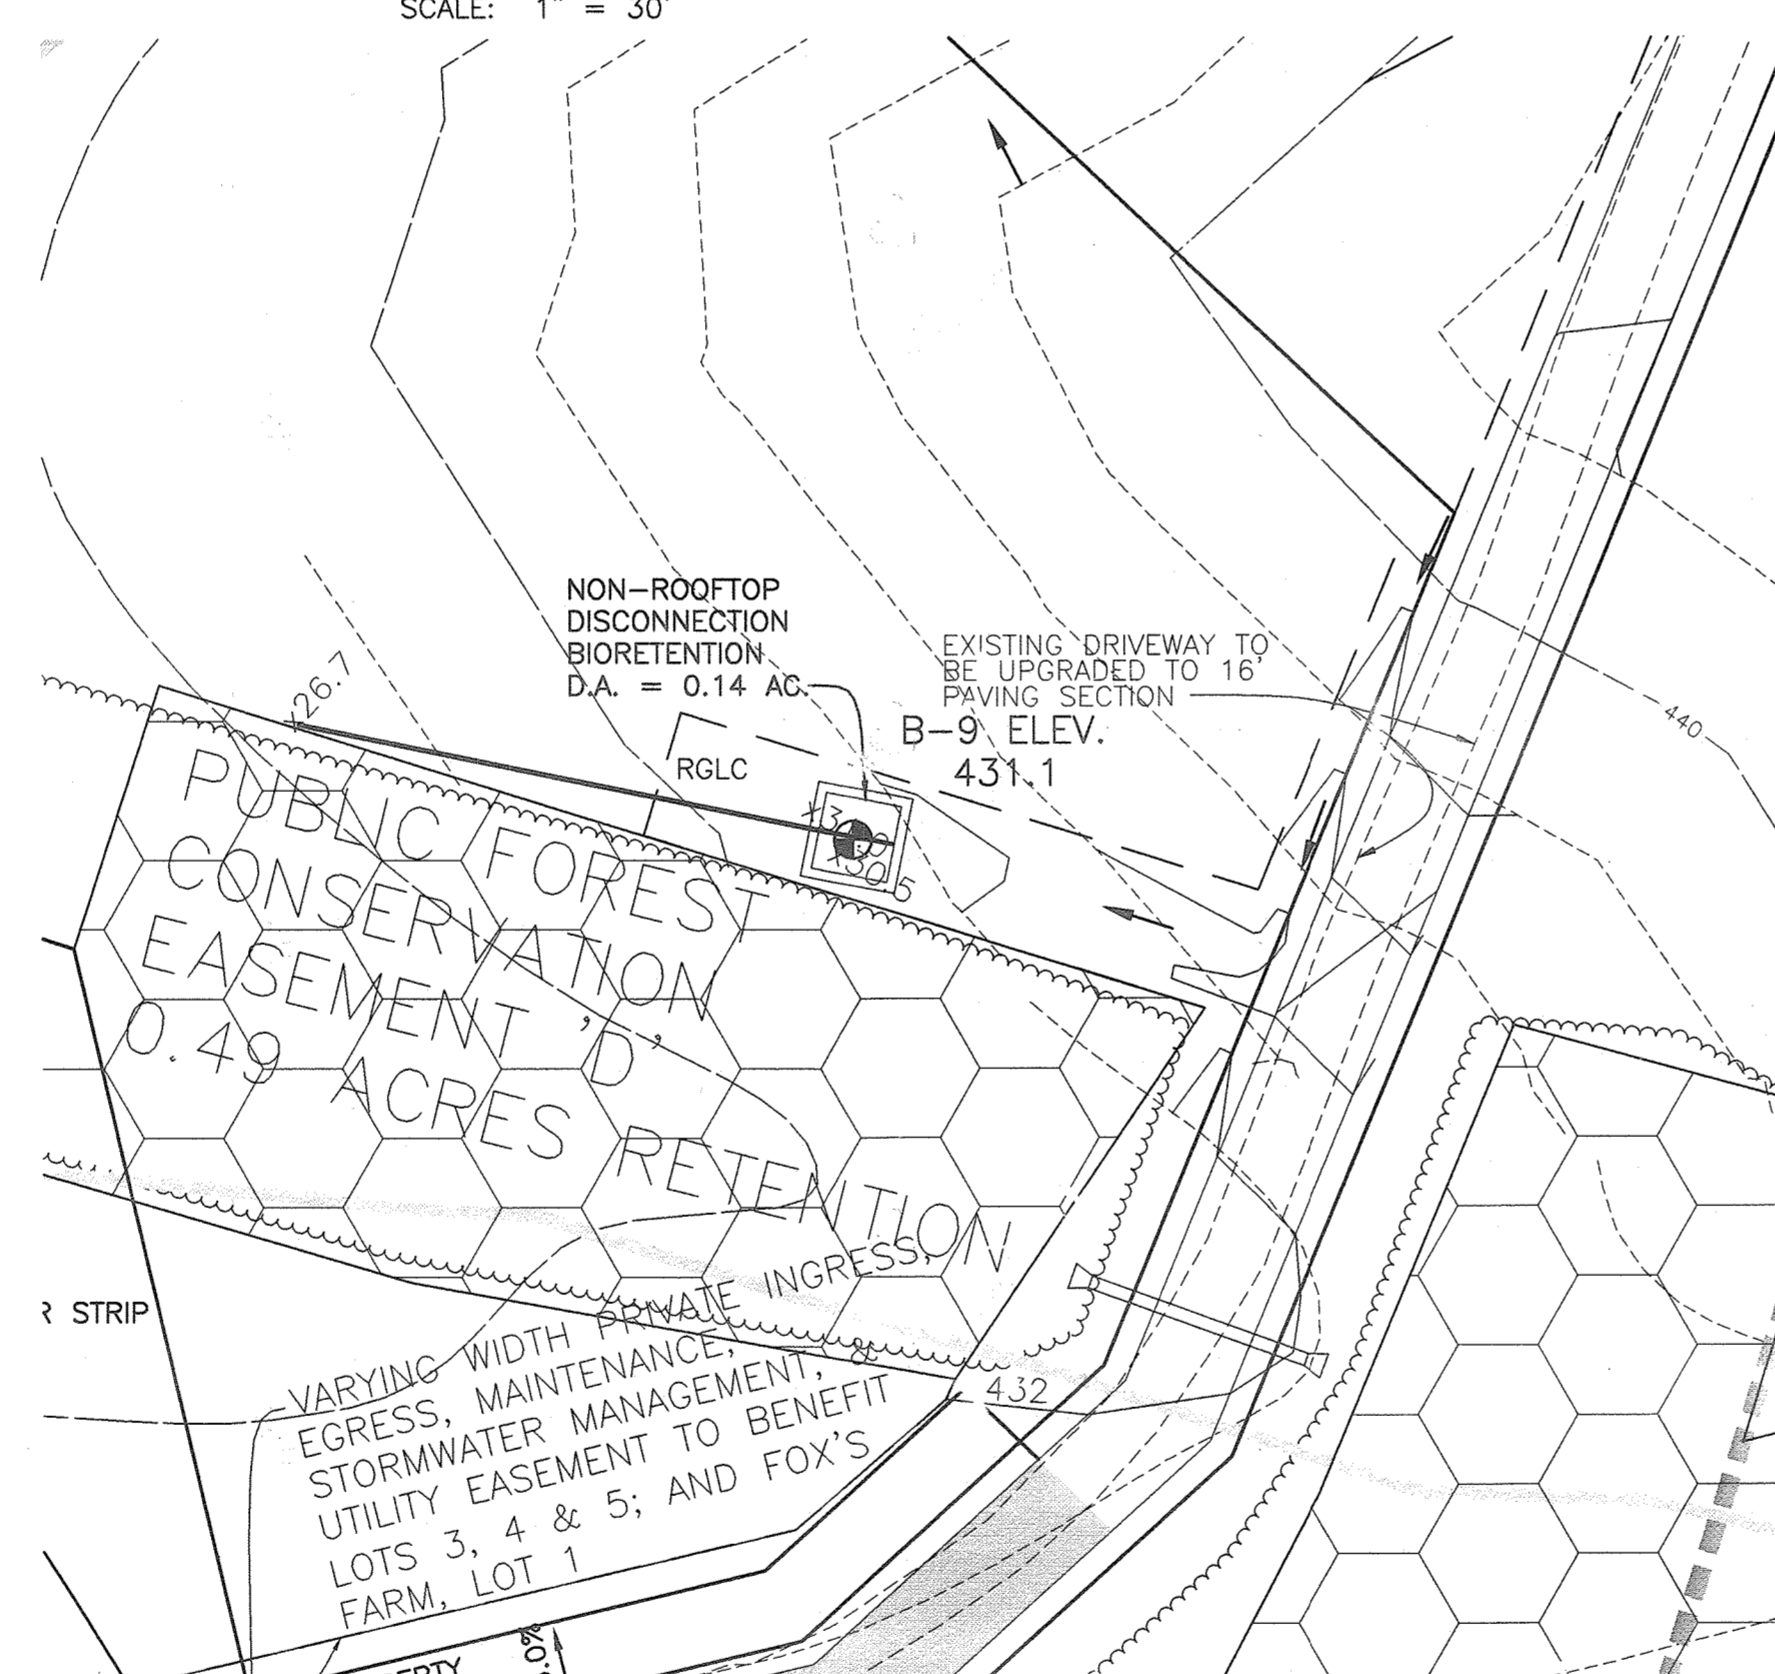 SCALE: 1" = 30'
NON-ROOFTOP
DISCONNECTION
BIORETENTION
D.A. = 0.14 AC.
EXISTING DRIVEWAY TO
BE UPGRADED TO 16'
PAVING SECTION
B-9 ELEV.
431.1
RGLC
26.7
440
PUBLIC FOREST
CONSERVATION
EASEMENT 'D'
0.49 ACRES RETENTION
R STRIP
VARYING WIDTH PRIVATE INGRESS,
EGRESS, MAINTENANCE,
STORMWATER MANAGEMENT, &
UTILITY EASEMENT TO BENEFIT
LOTS 3, 4 & 5; AND FOX'S
FARM, LOT 1
432